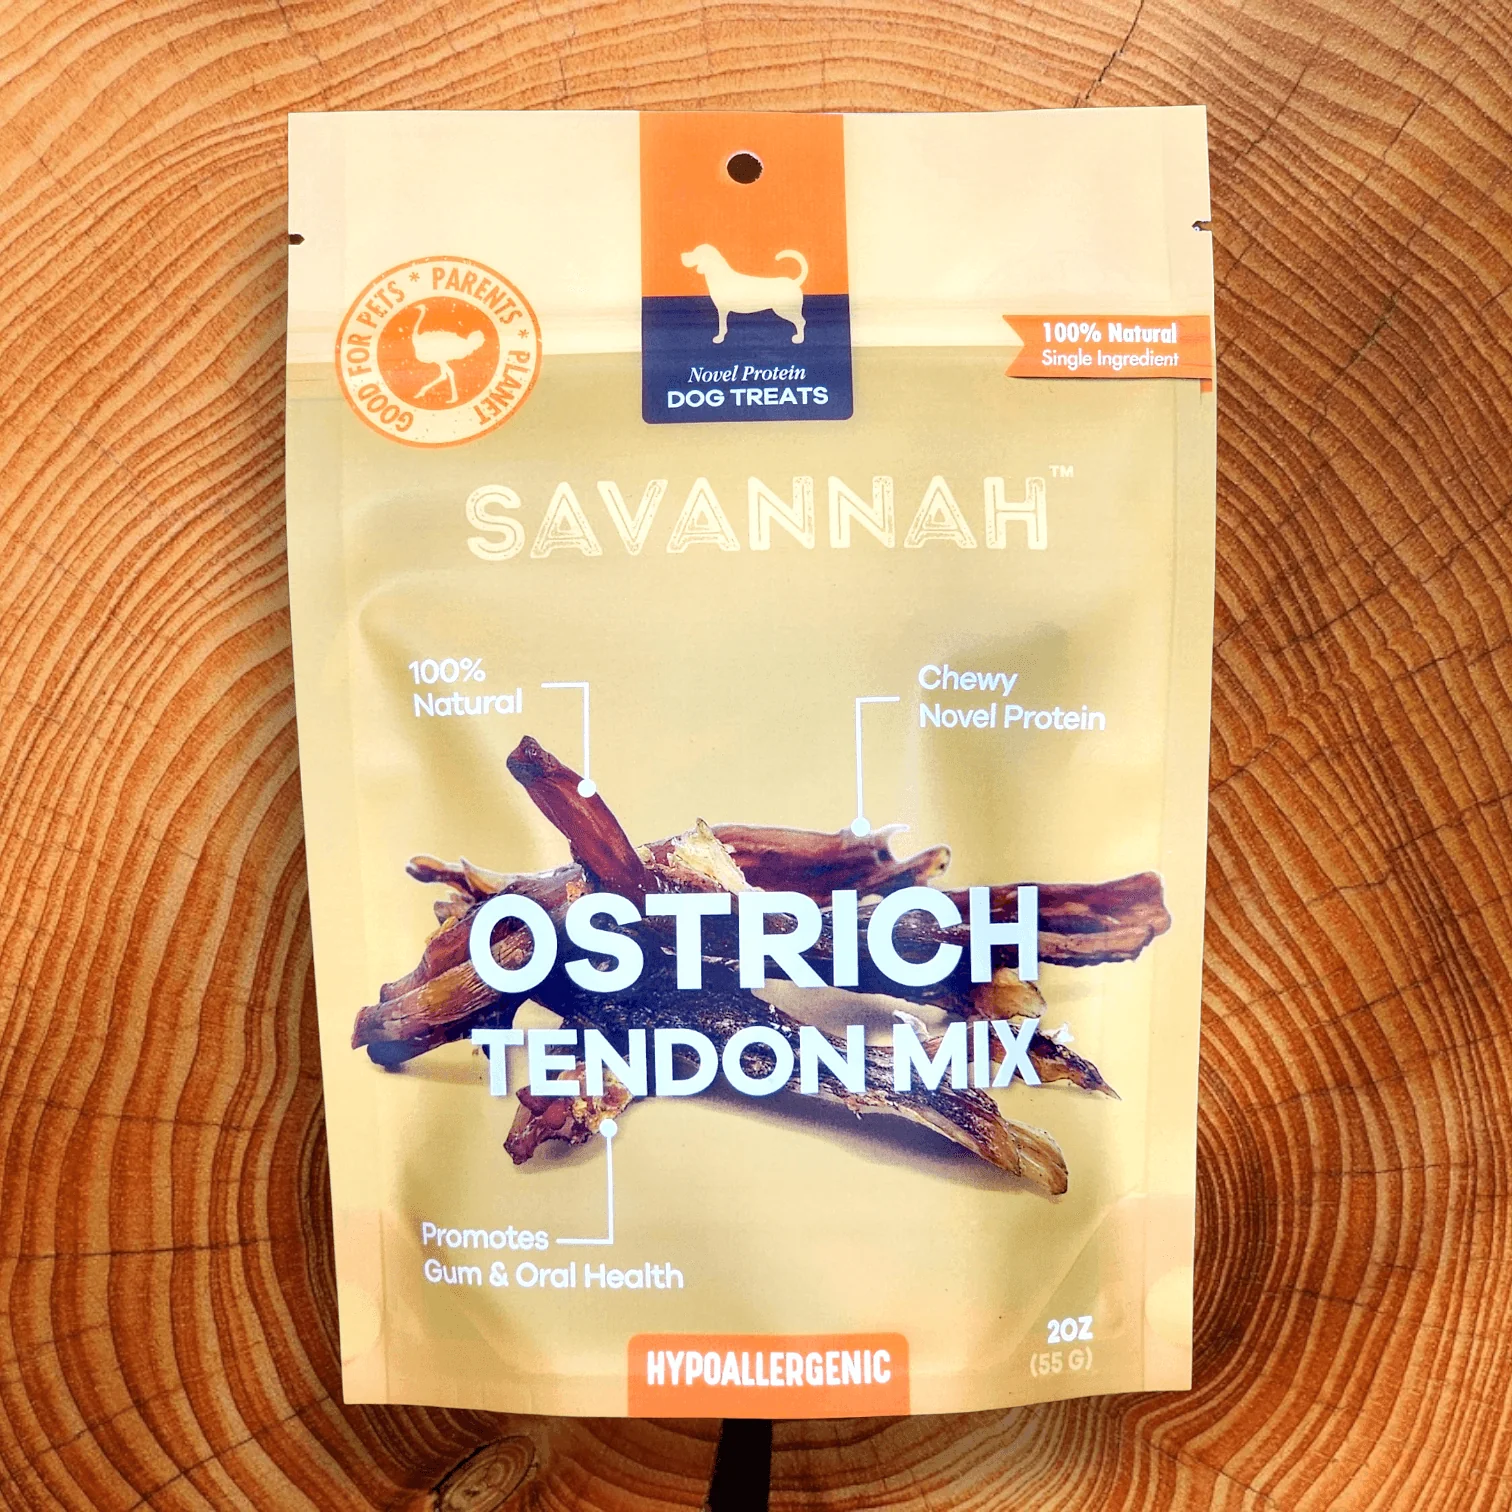 GOOD FOR PETS * PARENTS * PLANET
Novel Protein
DOG TREATS
100% Natural
Single Ingredient
SAVANNAH™
100%
Natural
Chewy
Novel Protein
OSTRICH
TENDON MIX
Promotes
Gum & Oral Health
2OZ
(55 G)
HYPOALLERGENIC